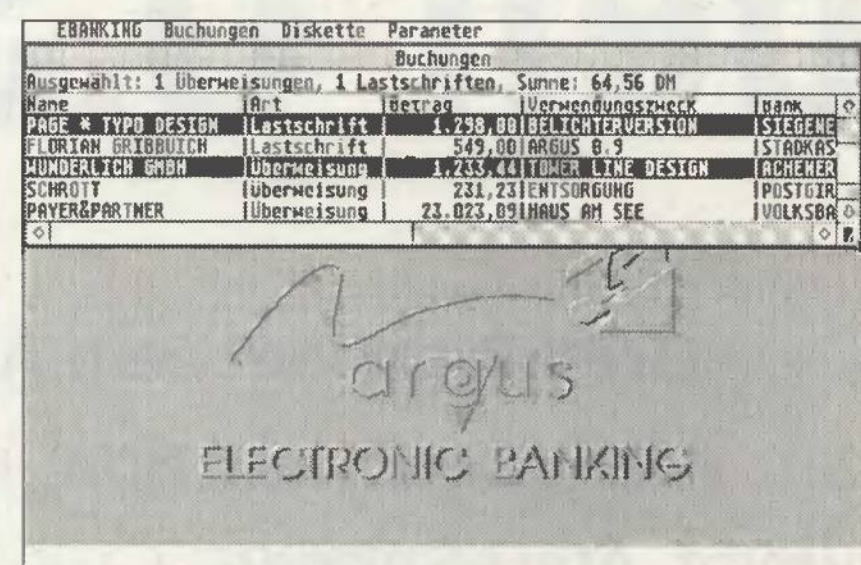 EBANKING Buchungen Diskette Parameter
Buchungen
Ausgewählt: 1 Überweisungen, 1 Lastschriften, Summe: 64,56 DM
Name Art Betrag Verwendungszweck Bank
PAGE * TYPO DESIGN Lastschrift 1.298,00 BELICHTERVERSION SIEGENE
FLORIAN GRIBBUICH Lastschrift 549,00 ARGUS 8.9 STADKAS
WUNDERLICH GMBH Überweisung 1.233,44 TOWER LINE DESIGN AACHENER
SCHROTT Überweisung 231,23 ENTSORGUNG POSTGIR
PAYER&PARTNER Überweisung 23.023,09 HAUS AM SEE VOLKSBA
argus
ELECTRONIC BANKING